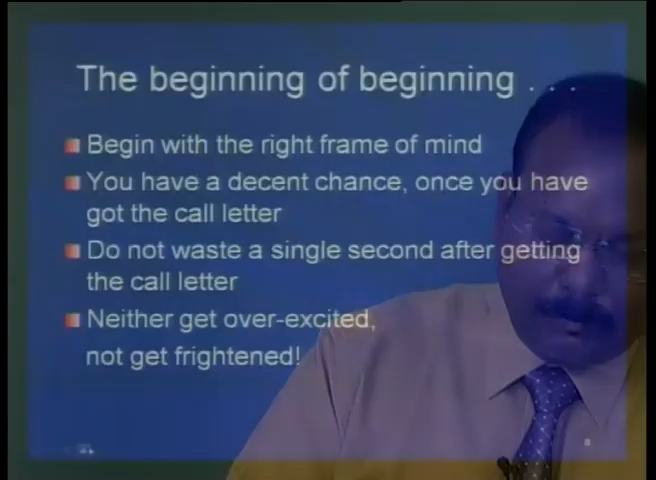 The beginning of beginning . . .
Begin with the right frame of mind
You have a decent chance, once you have
got the call letter
Do not waste a single second after getting
the call letter
Neither get over-excited,
not get frightened!